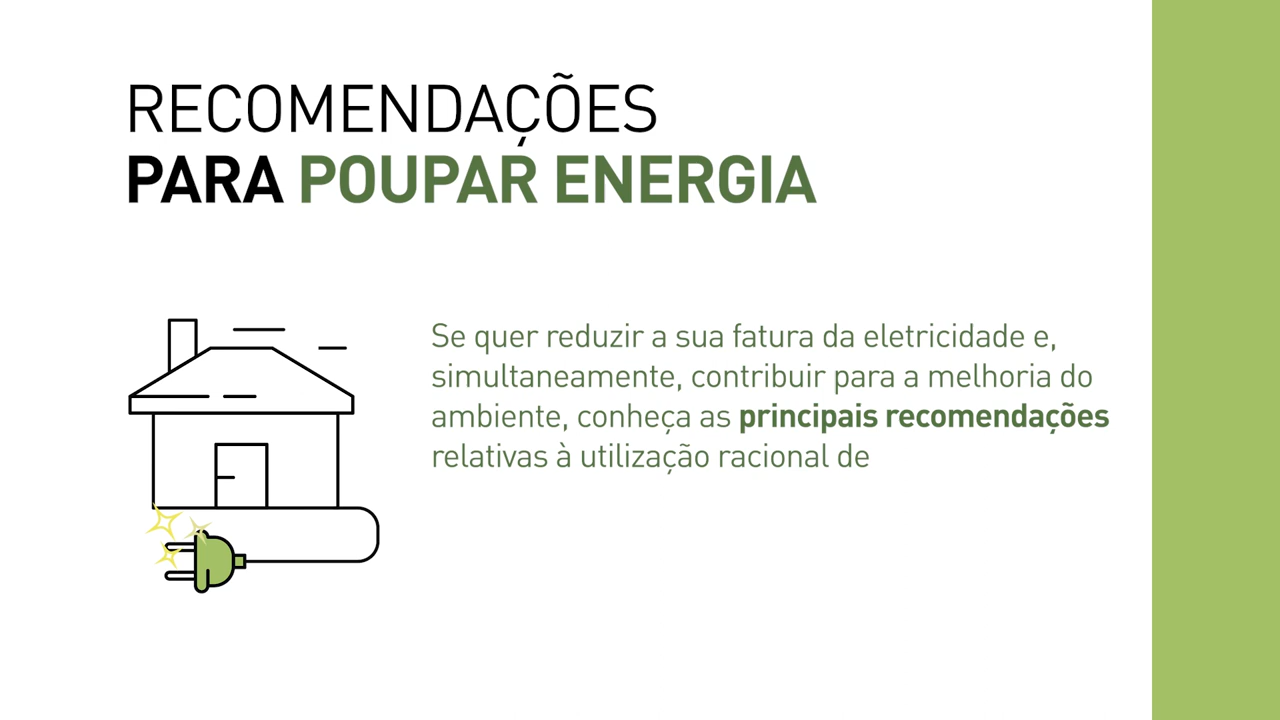 RECOMENDAÇÕES
PARA POUPAR ENERGIA
Se quer reduzir a sua fatura da eletricidade e,
simultaneamente, contribuir para a melhoria do
ambiente, conheça as principais recomendações
relativas à utilização racional de